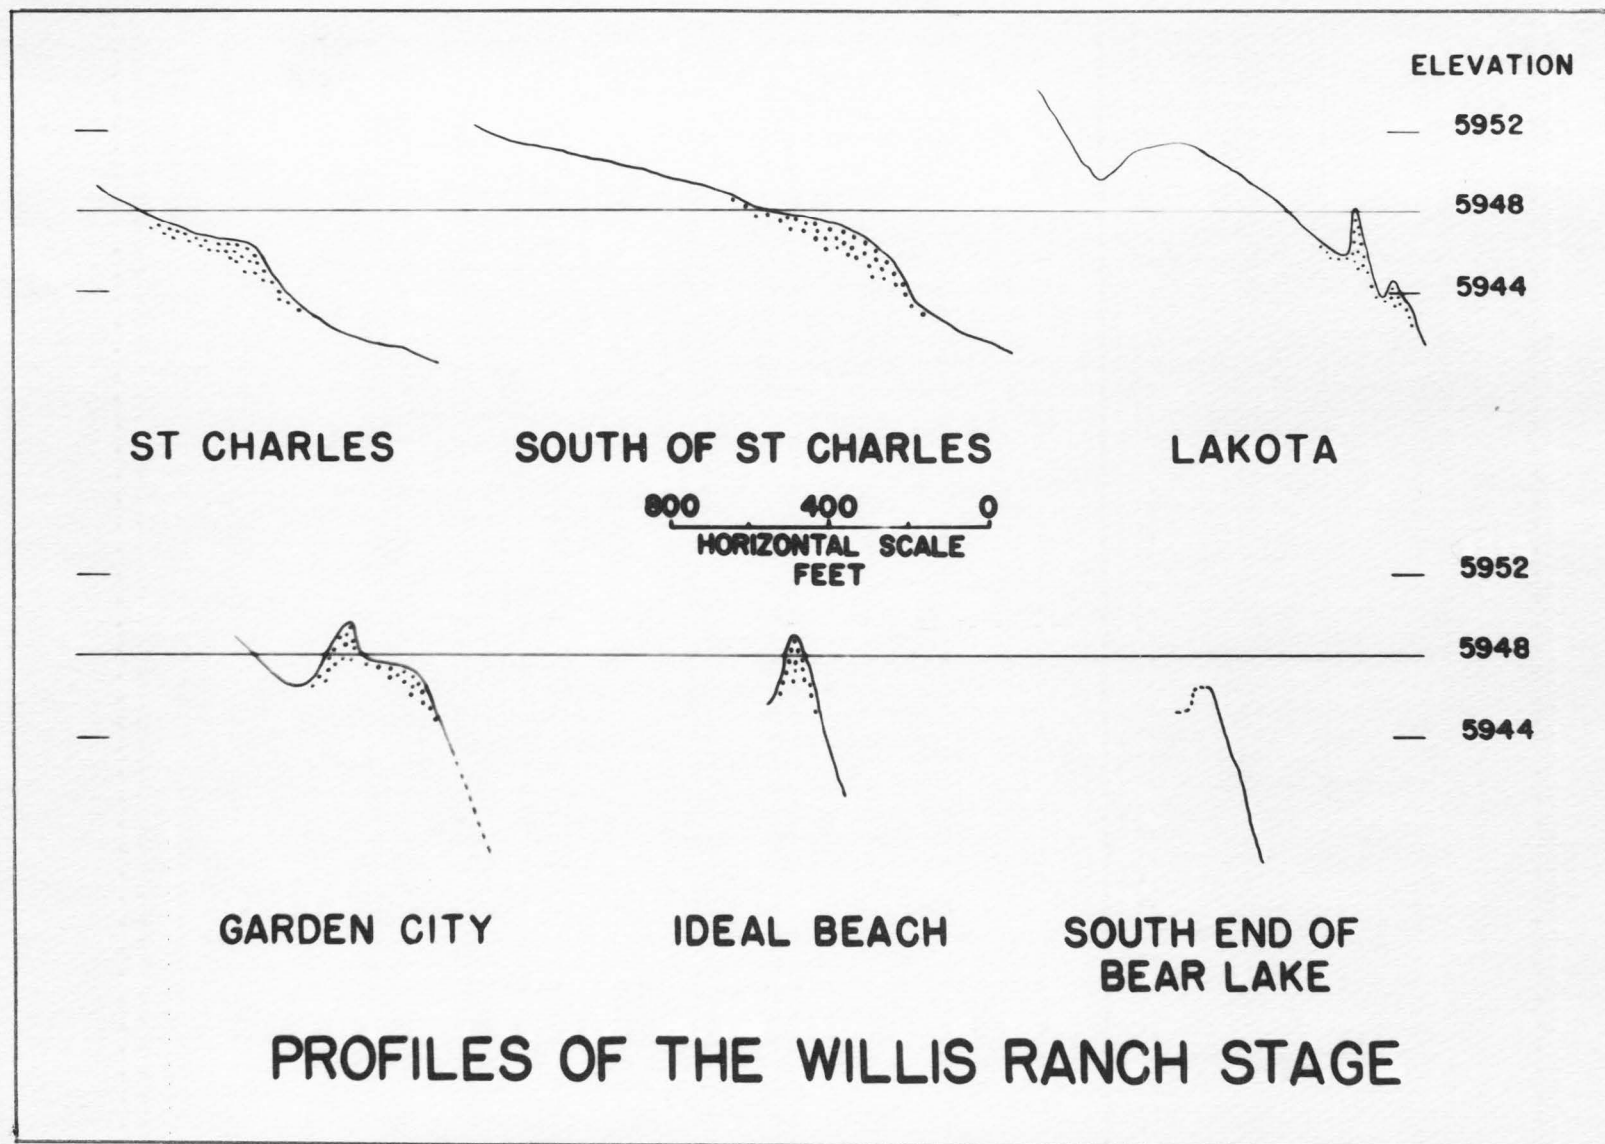 ELEVATION
5952
5948
5944
ST CHARLES
SOUTH OF ST CHARLES
LAKOTA
800 400 0
HORIZONTAL SCALE
FEET
5952
5948
5944
GARDEN CITY
IDEAL BEACH
SOUTH END OF
BEAR LAKE
PROFILES OF THE WILLIS RANCH STAGE